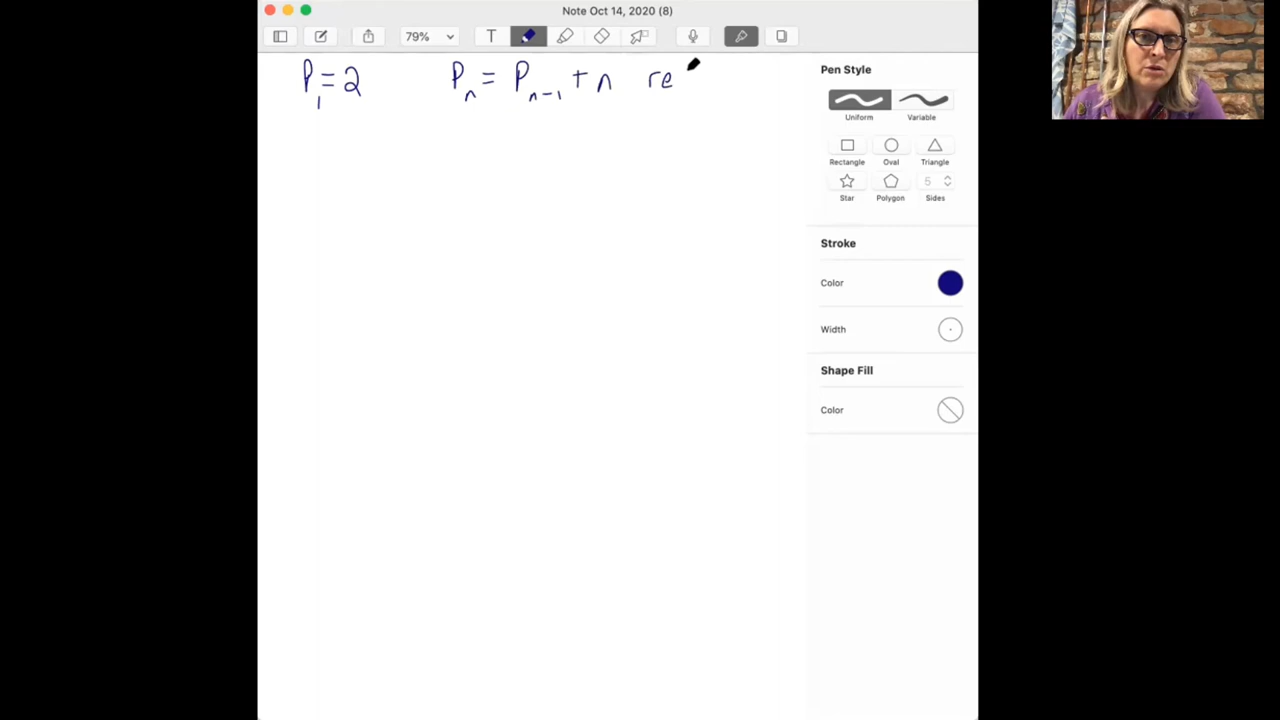 Note Oct 14, 2020 (8)
79% T
P₁ = 2 Pₙ = Pₙ₋₁ + n re
Pen Style
Uniform Variable
Rectangle Oval Triangle
5
Star Polygon Sides
Stroke
Color
Width
Shape Fill
Color